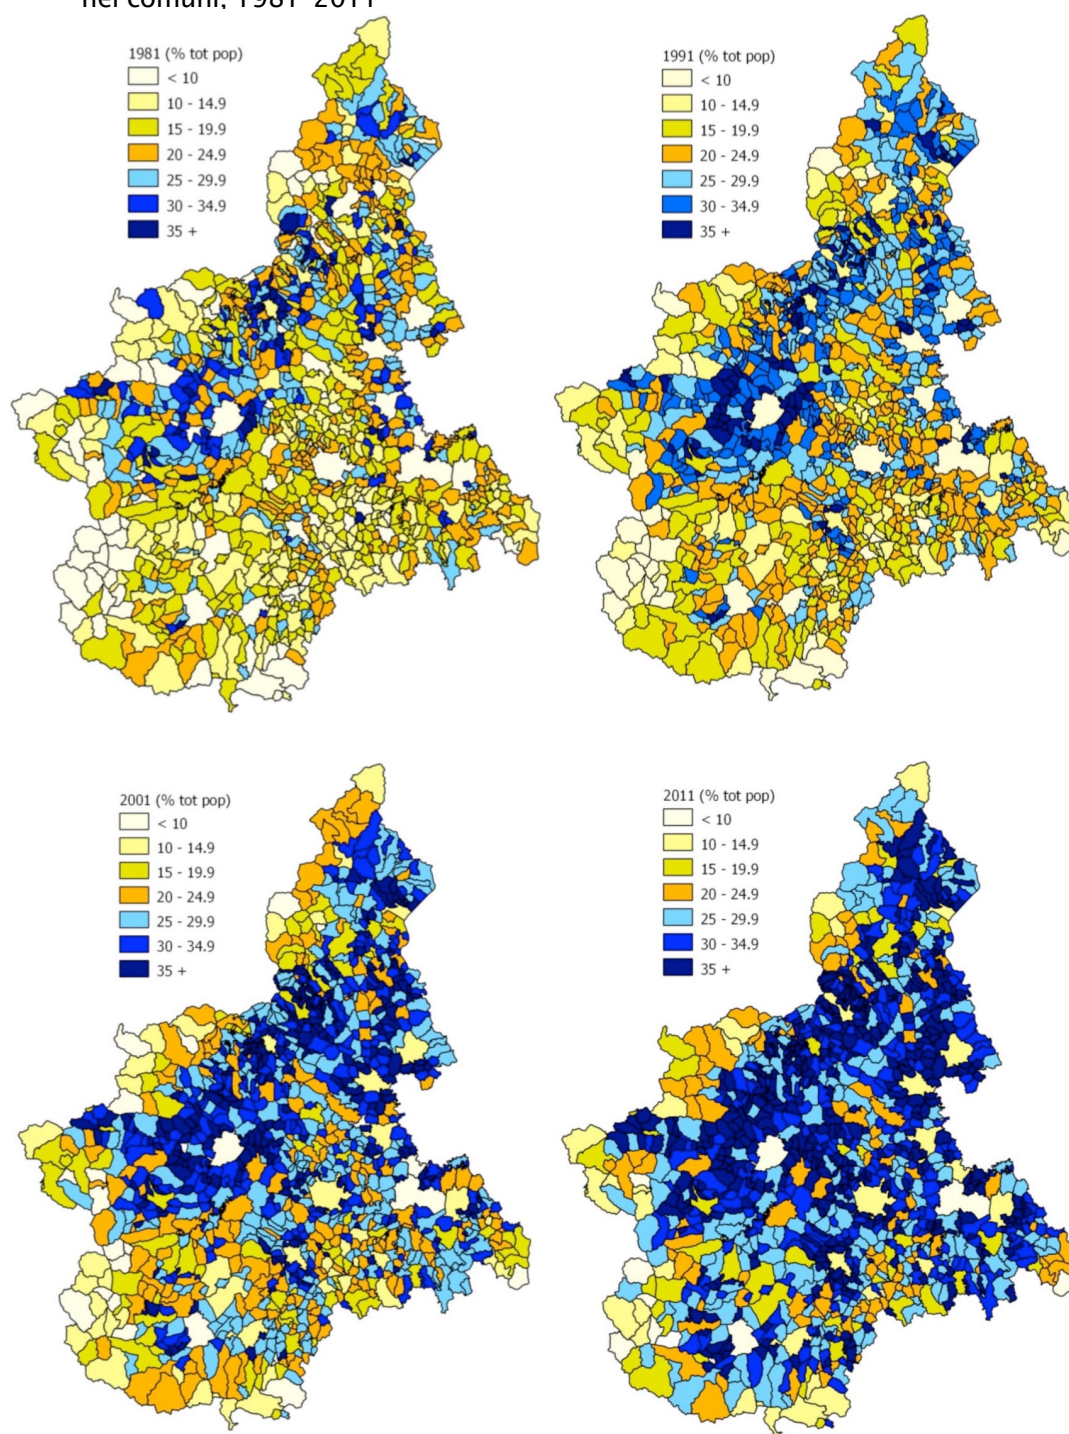 nei comuni, 1981-2011
1981 (% tot pop)
< 10
10 - 14.9
15 - 19.9
20 - 24.9
25 - 29.9
30 - 34.9
35 +
1991 (% tot pop)
< 10
10 - 14.9
15 - 19.9
20 - 24.9
25 - 29.9
30 - 34.9
35 +
2001 (% tot pop)
< 10
10 - 14.9
15 - 19.9
20 - 24.9
25 - 29.9
30 - 34.9
35 +
2011 (% tot pop)
< 10
10 - 14.9
15 - 19.9
20 - 24.9
25 - 29.9
30 - 34.9
35 +